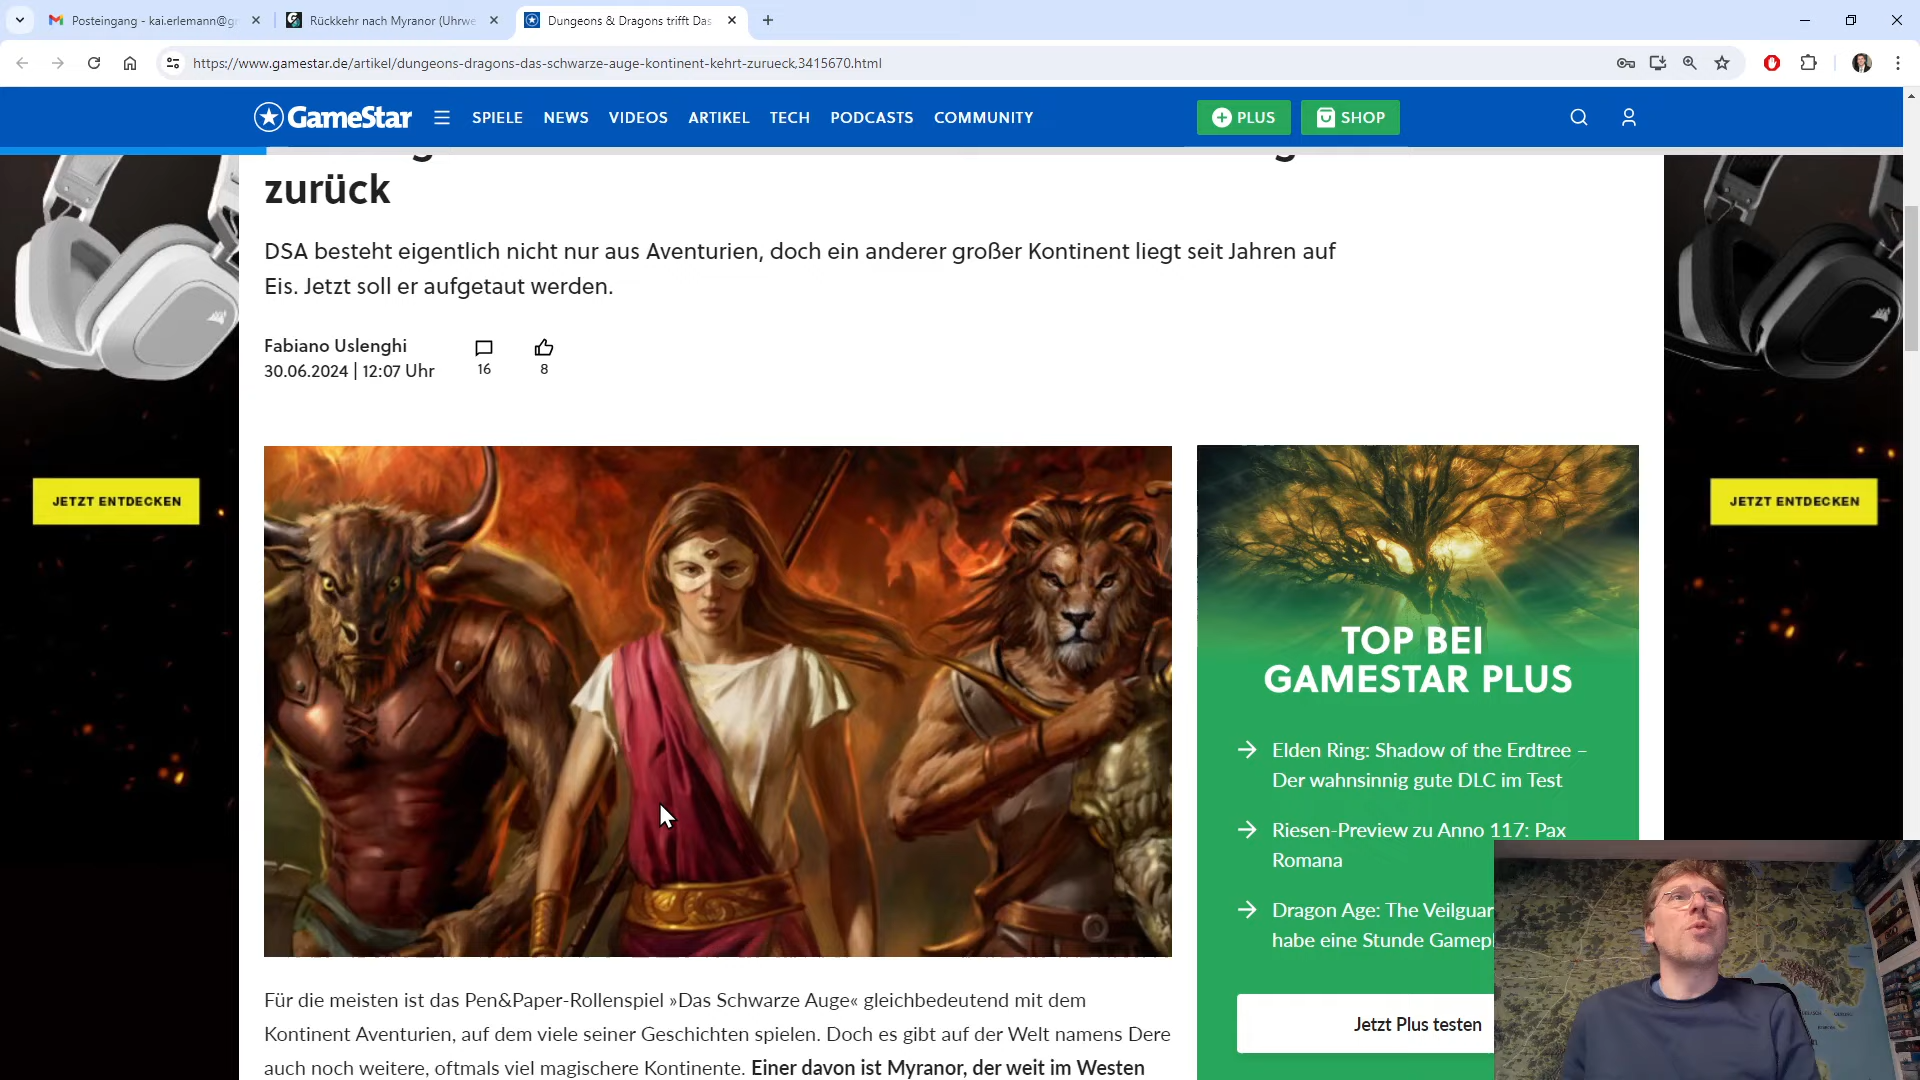 Posteingang - kai.erlemann@g
Rückkehr nach Myranor (Uhrwe
Dungeons & Dragons trifft Das
https://www.gamestar.de/artikel/dungeons-dragons-das-schwarze-auge-kontinent-kehrt-zurueck,3415670.html
GameStar
SPIELE
NEWS
VIDEOS
ARTIKEL
TECH
PODCASTS
COMMUNITY
PLUS
SHOP
zurück
DSA besteht eigentlich nicht nur aus Aventurien, doch ein anderer großer Kontinent liegt seit Jahren auf
Eis. Jetzt soll er aufgetaut werden.
Fabiano Uslenghi
30.06.2024 | 12:07 Uhr
16
8
JETZT ENTDECKEN
JETZT ENTDECKEN
TOP BEI
GAMESTAR PLUS
Elden Ring: Shadow of the Erdtree –
Der wahnsinnig gute DLC im Test
Riesen-Preview zu Anno 117: Pax
Romana
Dragon Age: The Veilguar
habe eine Stunde Gamepl
Jetzt Plus testen
Für die meisten ist das Pen&Paper-Rollenspiel »Das Schwarze Auge« gleichbedeutend mit dem
Kontinent Aventurien, auf dem viele seiner Geschichten spielen. Doch es gibt auf der Welt namens Dere
auch noch weitere, oftmals viel magischere Kontinente. Einer davon ist Myranor, der weit im Westen